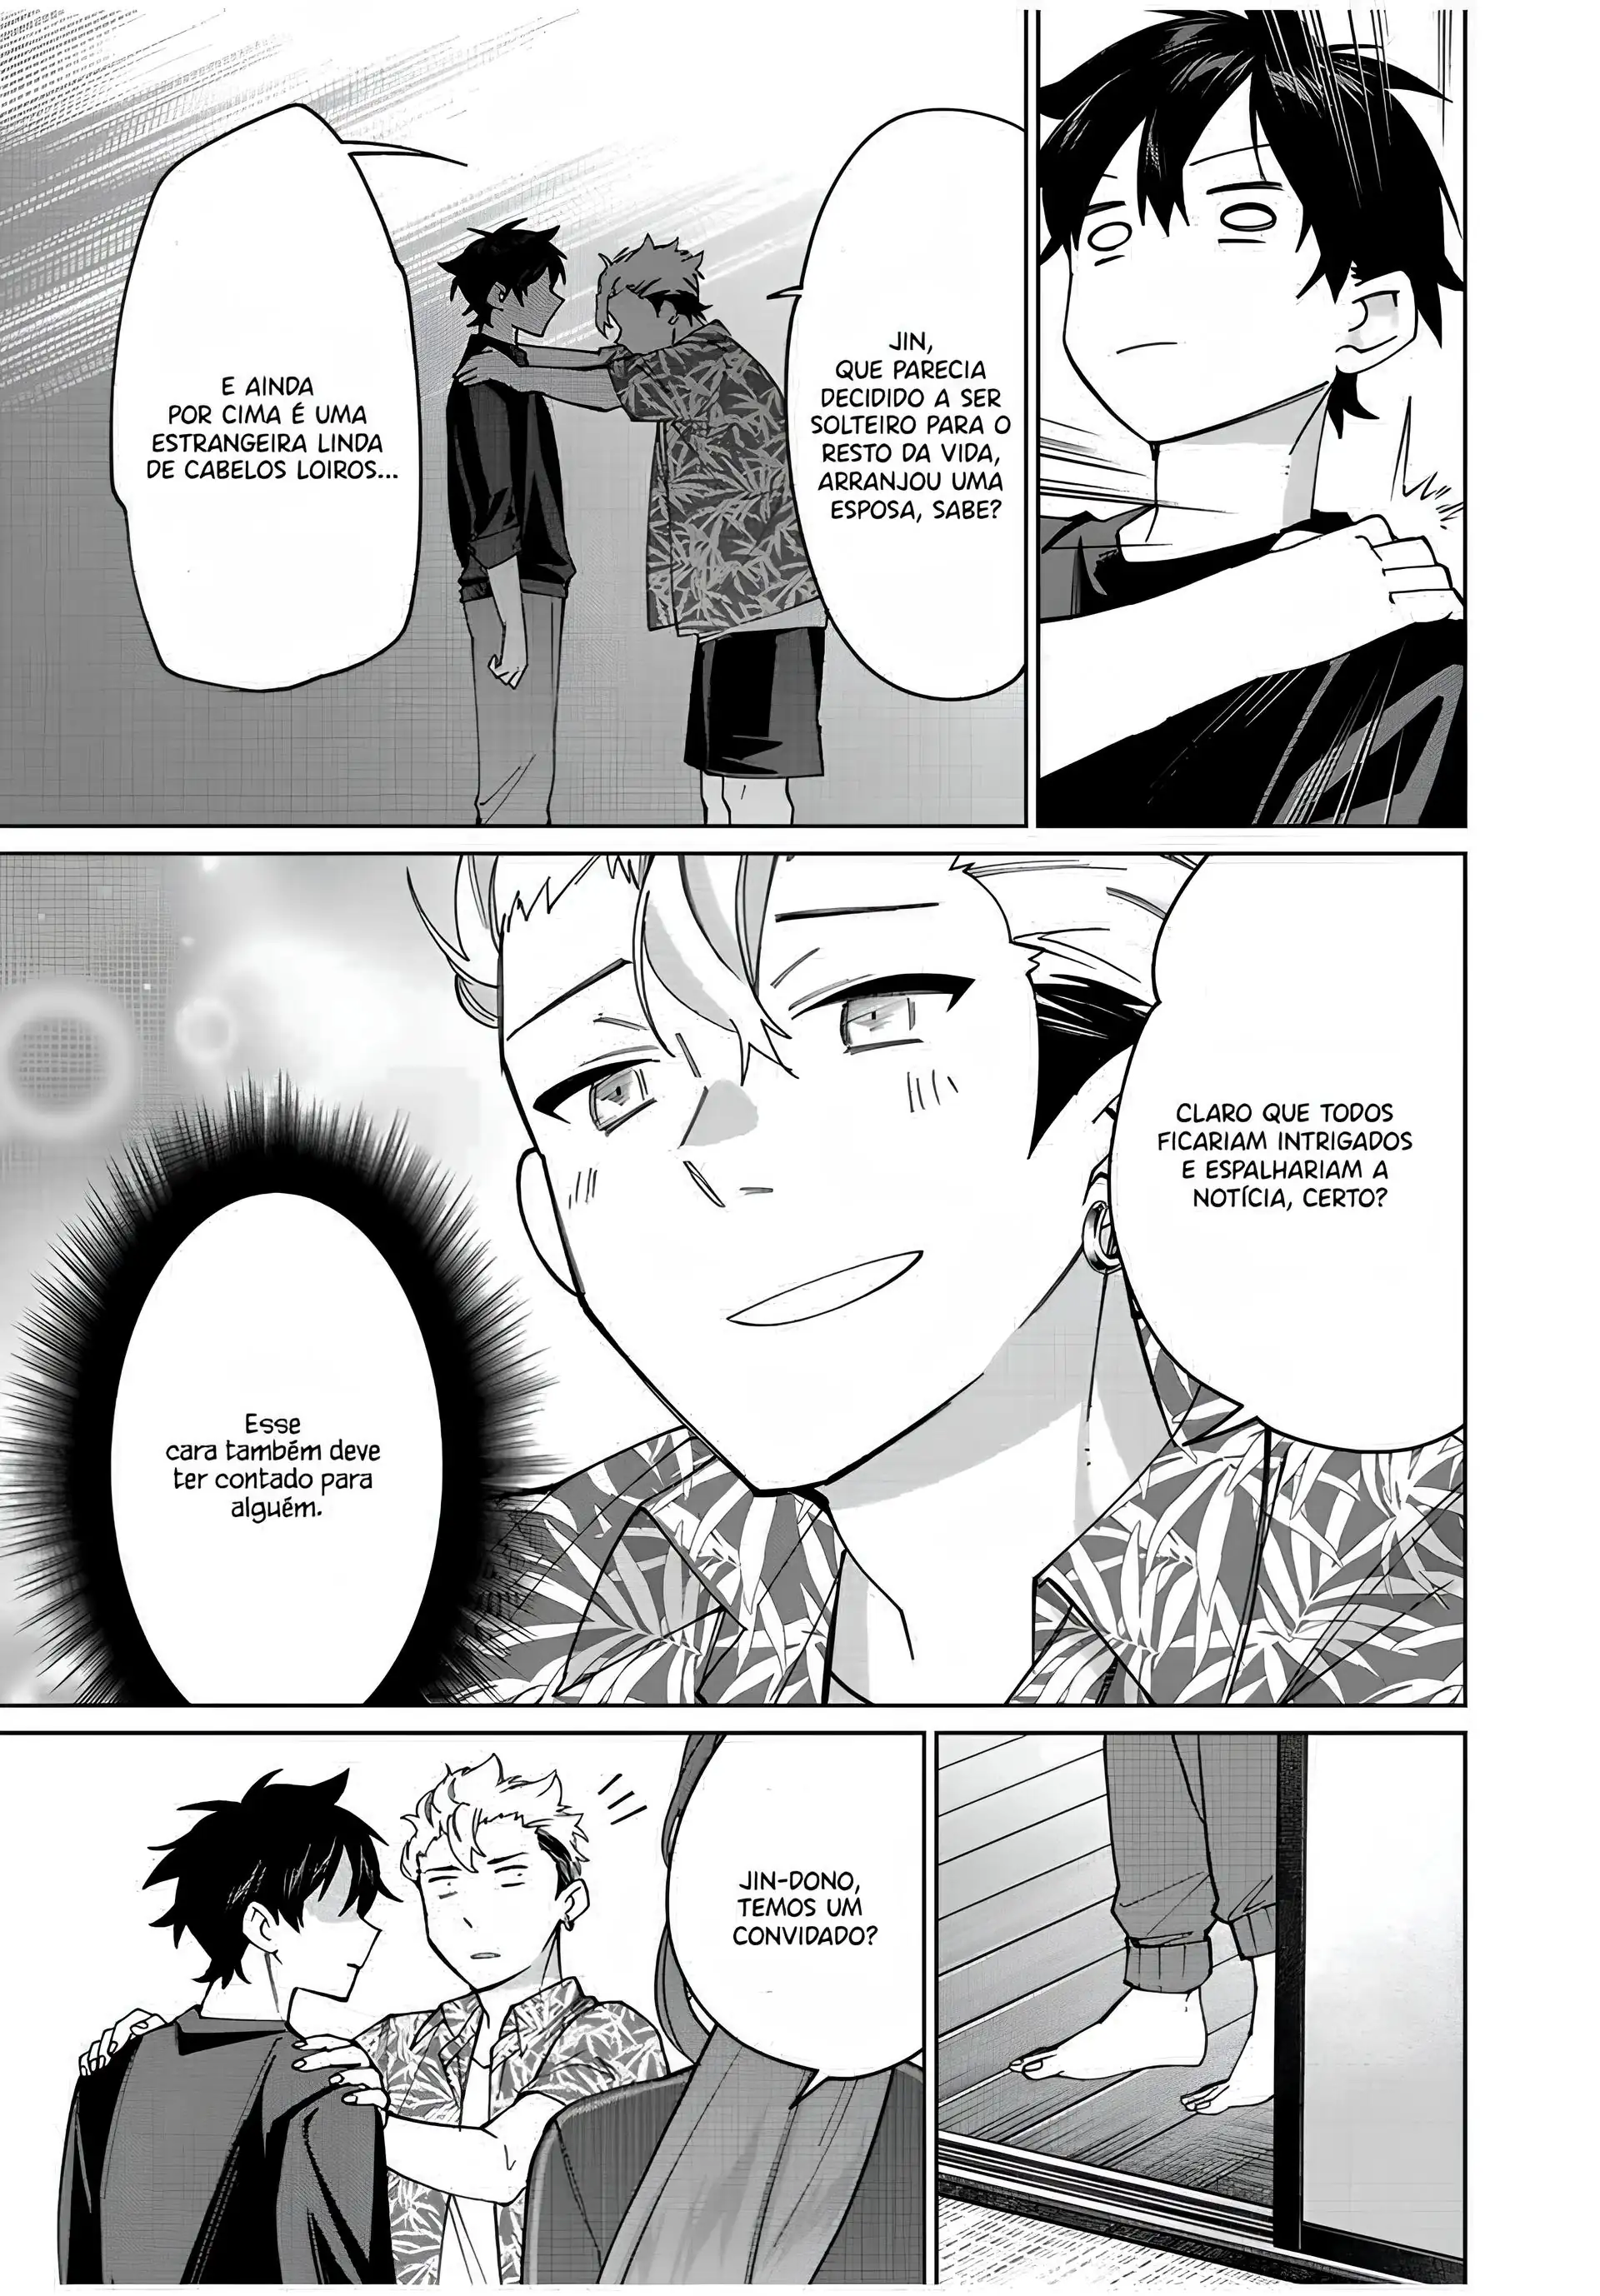 JIN,
QUE PARECIA
DECIDIDO A SER
SOLTEIRO PARA O
RESTO DA VIDA,
ARRANJOU UMA
ESPOSA, SABE?
E AINDA
POR CIMA É UMA
ESTRANGEIRA LINDA
DE CABELOS LOIROS...
CLARO QUE TODOS
FICARIAM INTRIGADOS
E ESPALHARIAM A
NOTÍCIA, CERTO?
Esse
cara também deve
ter contado para
alguém.
JIN-DONO,
TEMOS UM
CONVIDADO?